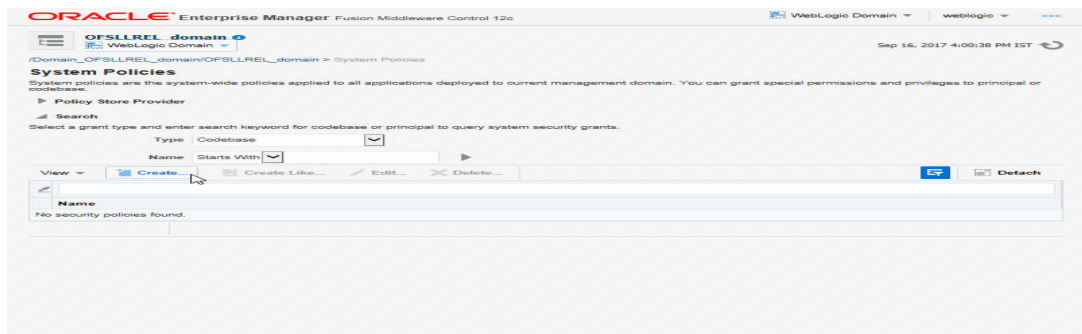 ORACLE Enterprise Manager Fusion Middleware Control 12c
WebLogic Domain weblogic
OFSLLREL_domain
WebLogic Domain
Sep 16, 2017 4:00:38 PM IST
/Domain_OFSLLREL_domain/OFSLLREL_domain > System Policies
System Policies
System policies are the system-wide policies applied to all applications deployed to current management domain. You can grant special permissions and privileges to principal or
codebase.
Policy Store Provider
Search
Select a grant type and enter search keyword for codebase or principal to query system security grants.
Type Codebase
Name Starts With
View Create... Create Like... Edit... Delete... Detach
Name
No security policies found.